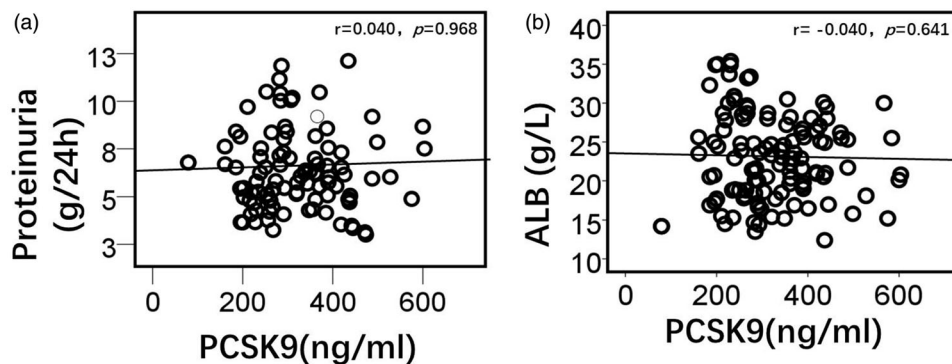 (a)
r=0.040, p=0.968
Proteinuria
(g/24h)
13
10
8
5
3
0
200
400
600
PCSK9(ng/ml)
(b)
r= -0.040, p=0.641
ALB (g/L)
40
35
30
25
20
15
10
0
200
400
600
PCSK9(ng/ml)